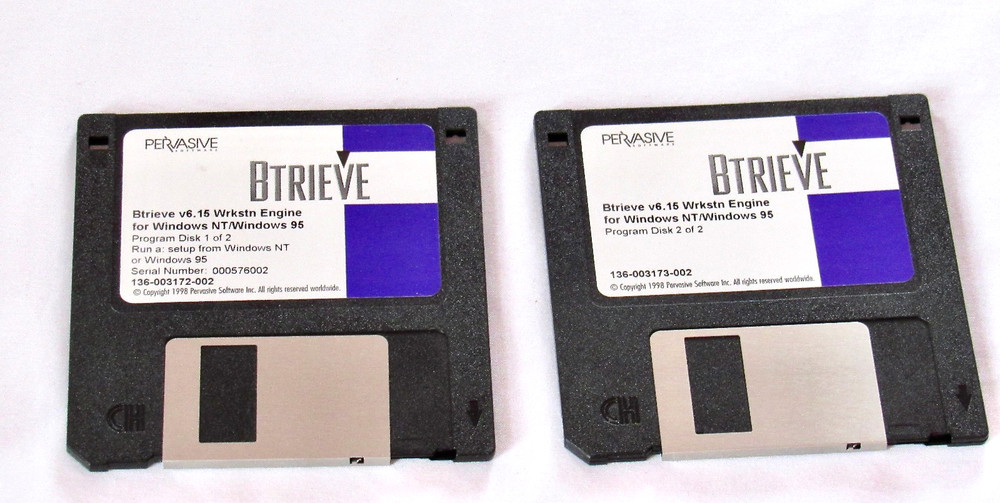 PERVASIVE
SOFTWARE
BTRIEVE
Btrieve v6.15 Wrkstn Engine
for Windows NT/Windows 95
Program Disk 1 of 2
Run a: setup from Windows NT
or Windows 95
Serial Number: 000576002
136-003172-002
© Copyright 1998 Pervasive Software Inc. All rights reserved worldwide.
PERVASIVE
SOFTWARE
BTRIEVE
Btrieve v6.15 Wrkstn Engine
for Windows NT/Windows 95
Program Disk 2 of 2
136-003173-002
© Copyright 1998 Pervasive Software Inc. All rights reserved worldwide.